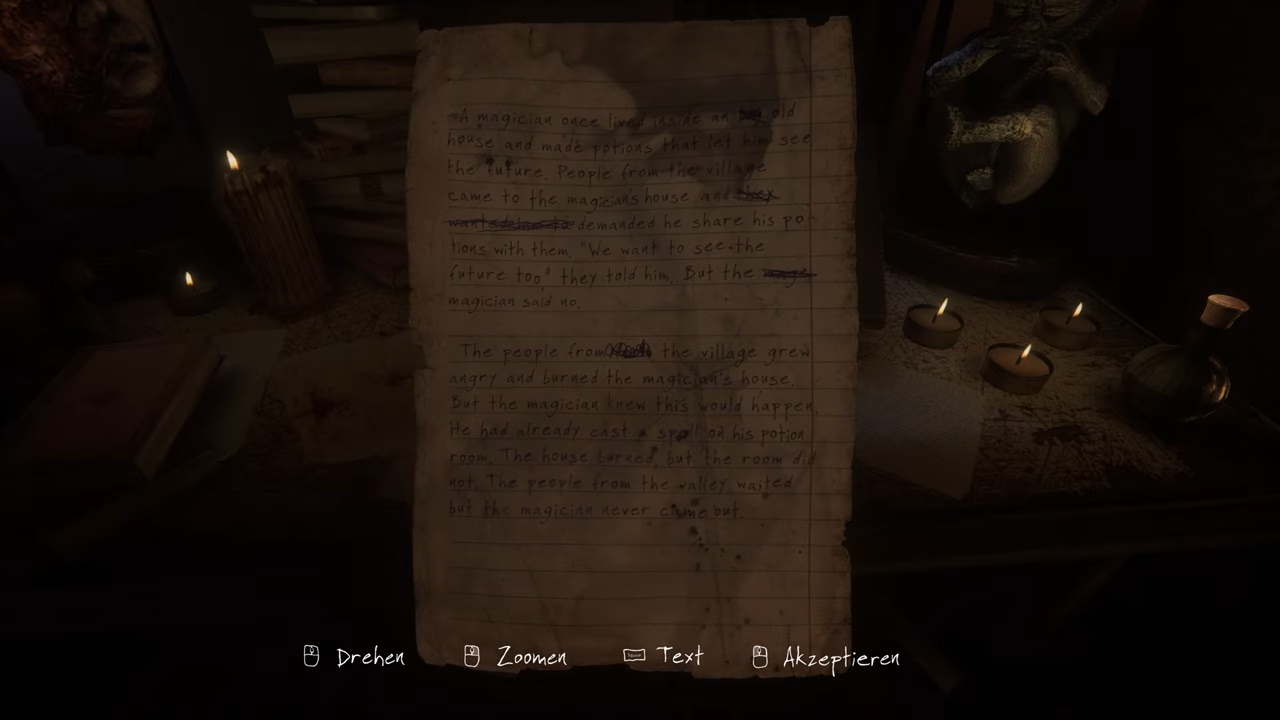 A magician once lived inside an old
house and made potions that let him see
the future. People from the village
came to the magician's house and they
wanted him to demanded he share his po-
tions with them. "We want to see the
future too" they told him. But the
magician said no.
The people from the village grew
angry and burned the magician's house.
But the magician knew this would happen.
He had already cast a spell on his potion
room. The house burned, but the room did
not. The people from the valley waited
but the magician never came out.
Drehen
Zoomen
Text
Akzeptieren